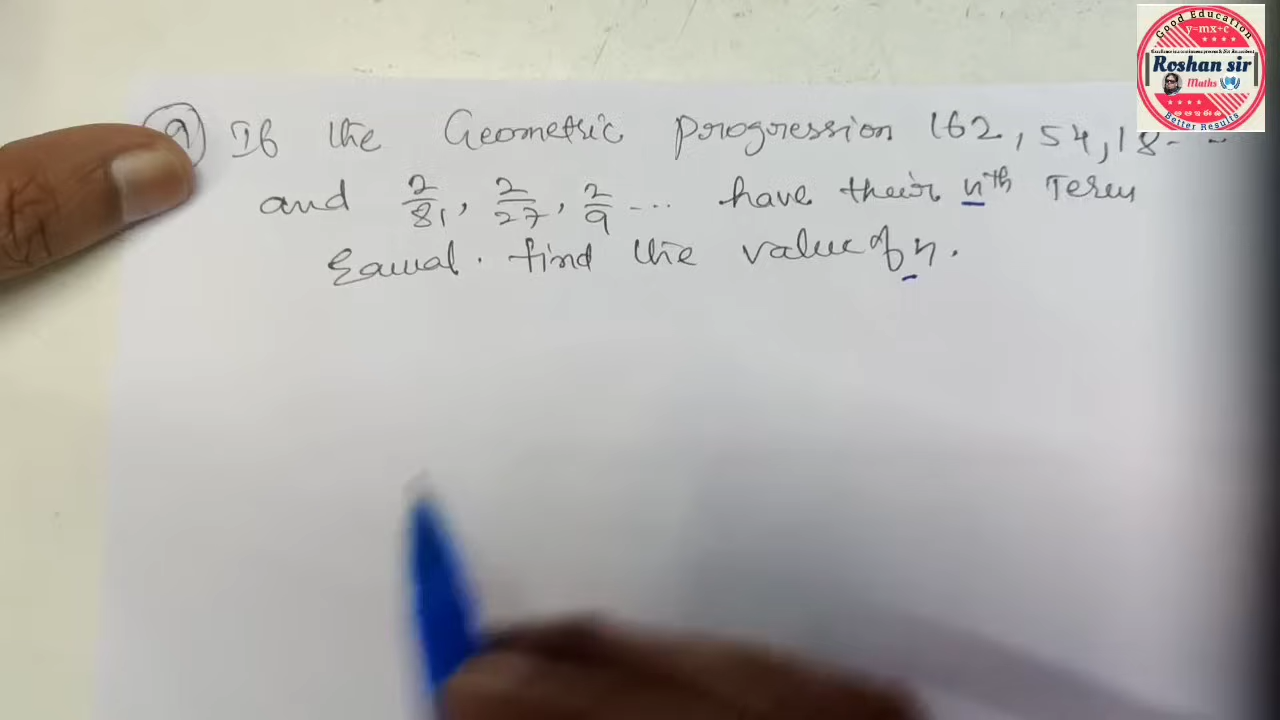 9) If the Geometric progression 162, 54, 18- - -
and 2/81, 2/27, 2/9 ... have their nth Term
Equal. find the value of n.
Good Education
y=mx+c
Roshan sir
Maths
Better Results